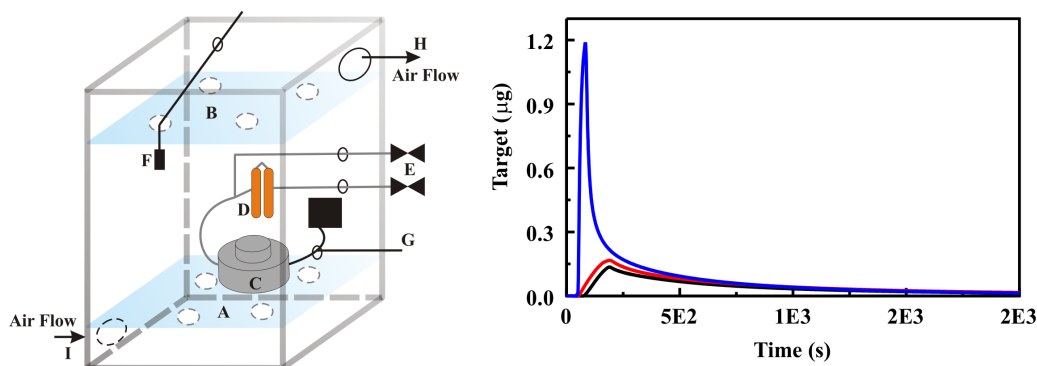 H
Air Flow
B
F
E
D
G
C
A
Air Flow
I
Target (μg)
1.2
0.9
0.6
0.3
0.0
0 5E2 1E3 2E3 2E3
Time (s)